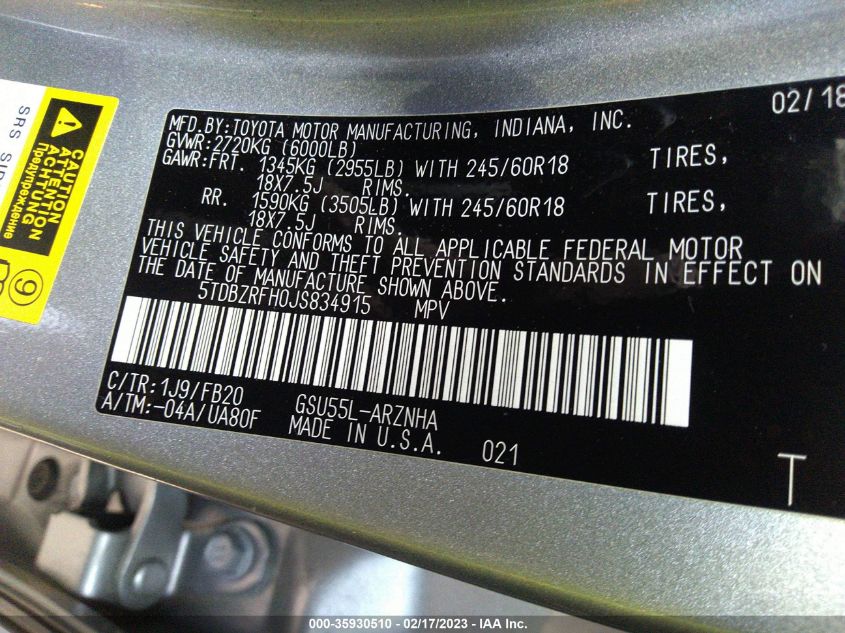 02/18
MFD.BY:TOYOTA MOTOR MANUFACTURING, INDIANA, INC.
GVWR:2720KG (6000LB)
GAWR:FRT. 1345KG (2955LB) WITH 245/60R18 TIRES,
18X7.5J RIMS.
RR. 1590KG (3505LB) WITH 245/60R18 TIRES,
18X7.5J RIMS.
THIS VEHICLE CONFORMS TO ALL APPLICABLE FEDERAL MOTOR
VEHICLE SAFETY AND THEFT PREVENTION STANDARDS IN EFFECT ON
THE DATE OF MANUFACTURE SHOWN ABOVE.
5TDBZRFH0JS834915 MPV
C/TR:1J9/FB20 GSU55L-ARZNHA
A/TM:-04A/UA80F MADE IN U.S.A. 021
T
CAUTION
ATTENTION
ACHTUNG
Предупреждение
SRS
9
000-35930510 - 02/17/2023 - IAA Inc.